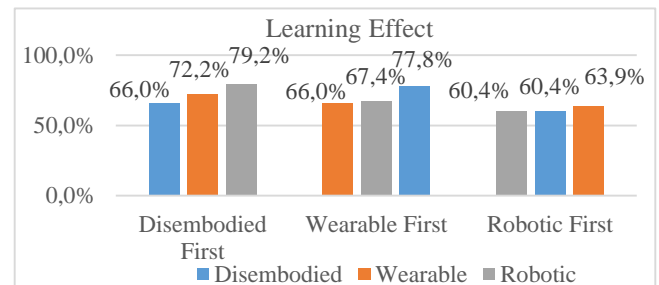 Learning Effect
100,0%
50,0%
0,0%
66,0% 72,2% 79,2%
66,0% 67,4% 77,8%
60,4% 60,4% 63,9%
Disembodied
First
Wearable First
Robotic First
Disembodied Wearable Robotic